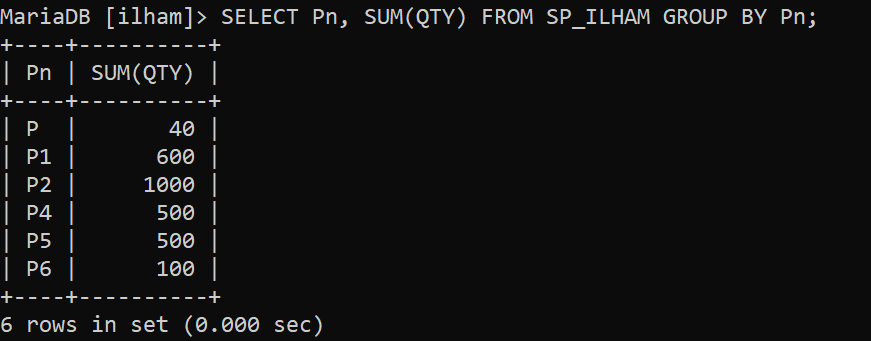 MariaDB [ilham]> SELECT Pn, SUM(QTY) FROM SP_ILHAM GROUP BY Pn;
+----+----------+
| Pn | SUM(QTY) |
+----+----------+
| P  |       40 |
| P1 |      600 |
| P2 |     1000 |
| P4 |      500 |
| P5 |      500 |
| P6 |      100 |
+----+----------+
6 rows in set (0.000 sec)